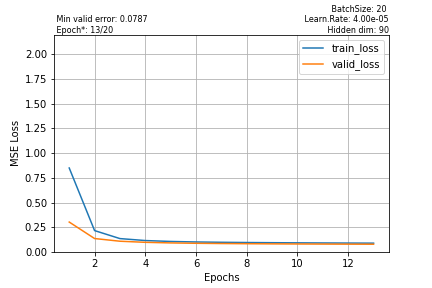 BatchSize: 20
Min valid error: 0.0787
Learn.Rate: 4.00e-05
Epoch*: 13/20
Hidden dim: 90
train_loss
valid_loss
2.00
1.75
1.50
1.25
1.00
0.75
0.50
0.25
0.00
MSE Loss
2 4 6 8 10 12
Epochs